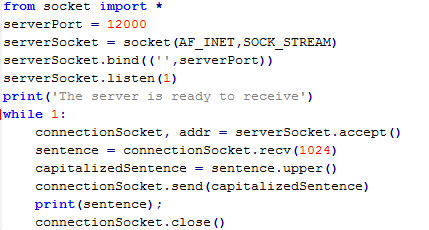 from socket import *
serverPort = 12000
serverSocket = socket(AF_INET,SOCK_STREAM)
serverSocket.bind(('',serverPort))
serverSocket.listen(1)
print('The server is ready to receive')
while 1:
    connectionSocket, addr = serverSocket.accept()
    sentence = connectionSocket.recv(1024)
    capitalizedSentence = sentence.upper()
    connectionSocket.send(capitalizedSentence)
    print(sentence);
    connectionSocket.close()